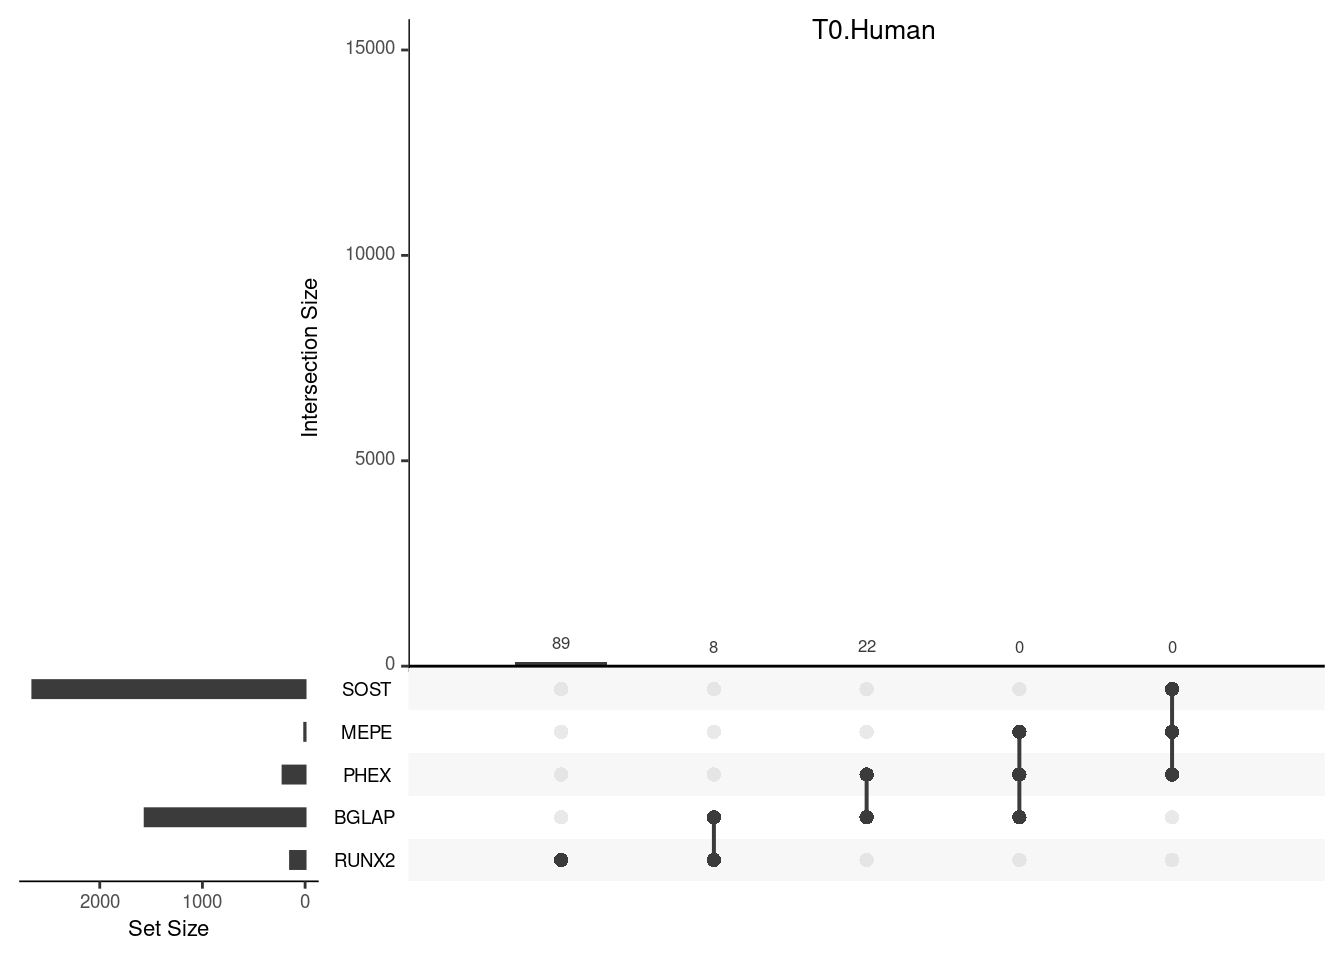 T0.Human
15000
10000
5000
0
Intersection Size
89
8
22
0
0
SOST
MEPE
PHEX
BGLAP
RUNX2
2000
1000
0
Set Size